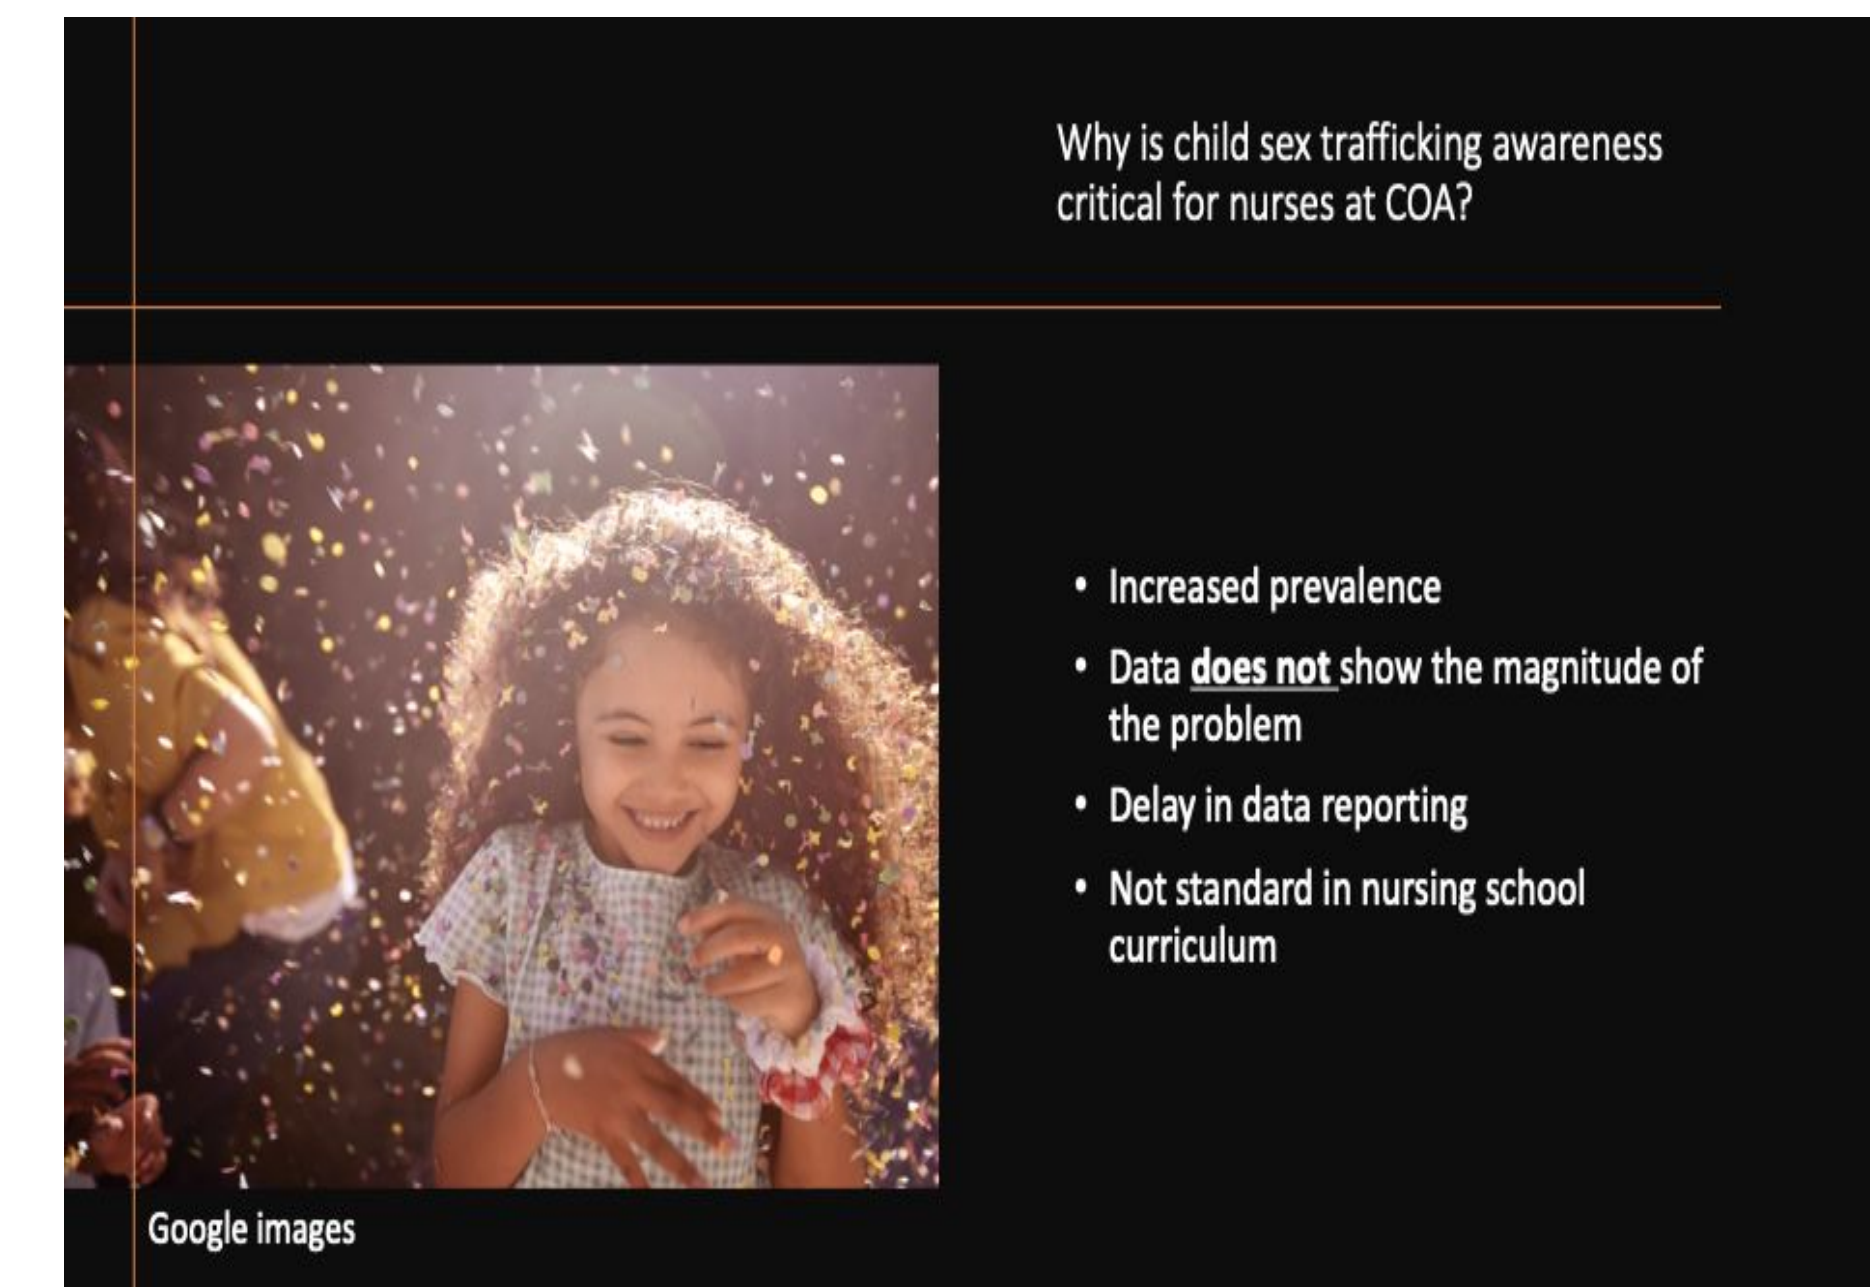 Why is child sex trafficking awareness
critical for nurses at COA?
• Increased prevalence
• Data does not show the magnitude of
the problem
• Delay in data reporting
• Not standard in nursing school
curriculum
Google images